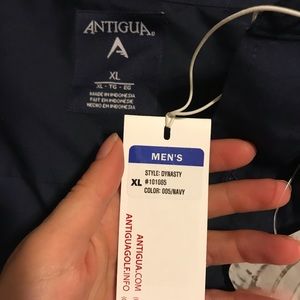 ANTIGUA
XL
XL - TG - EG
MADE IN INDONESIA
FAIT EN INDONESIE
HECHO EN INDONESIA
MEN'S
STYLE: DYNASTY
XL #101005
COLOR: 005/NAVY
ANTIGUA.COM
ANTIGUAGOLF.INFO